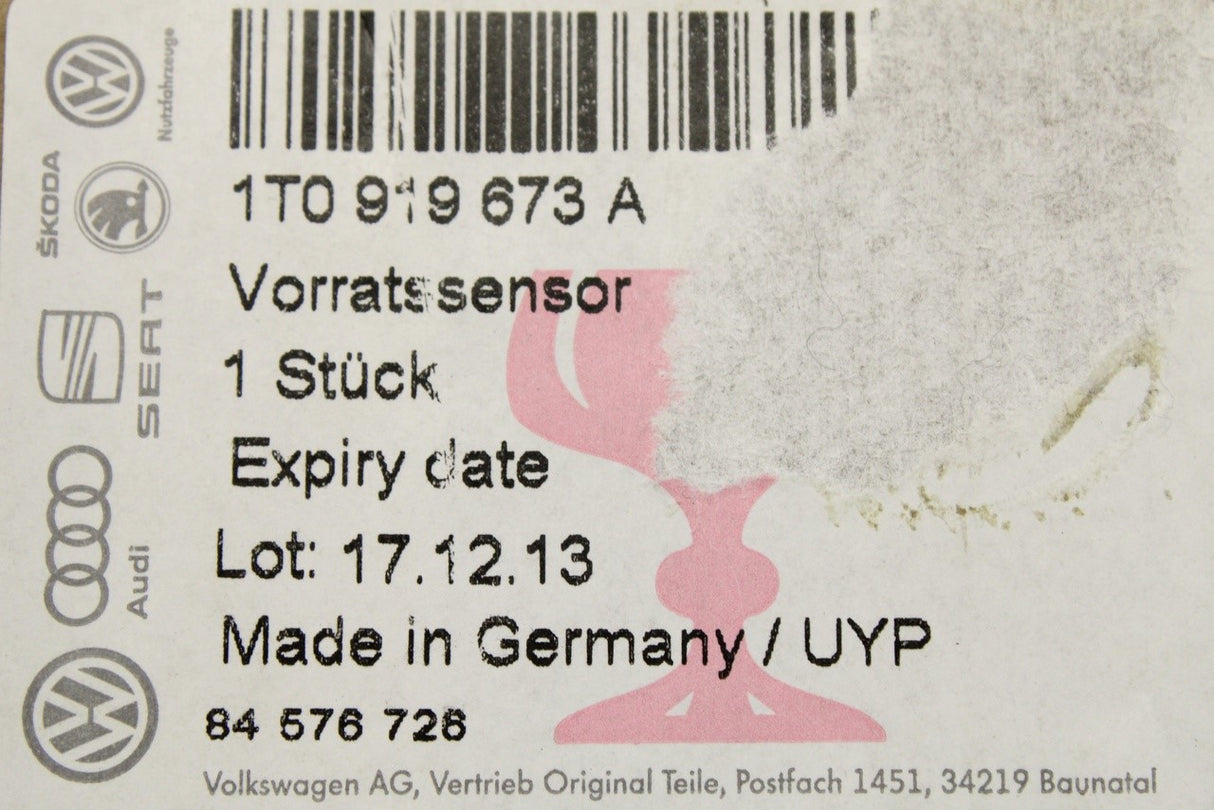 1T0 919 673 A
Vorratssensor
1 Stück
Expiry date
Lot: 17.12.13
Made in Germany / UYP
84 576 726
Volkswagen AG, Vertrieb Original Teile, Postfach 1451, 34219 Baunatal
Nutzfahrzeuge
ŠKODA
SEAT
Audi